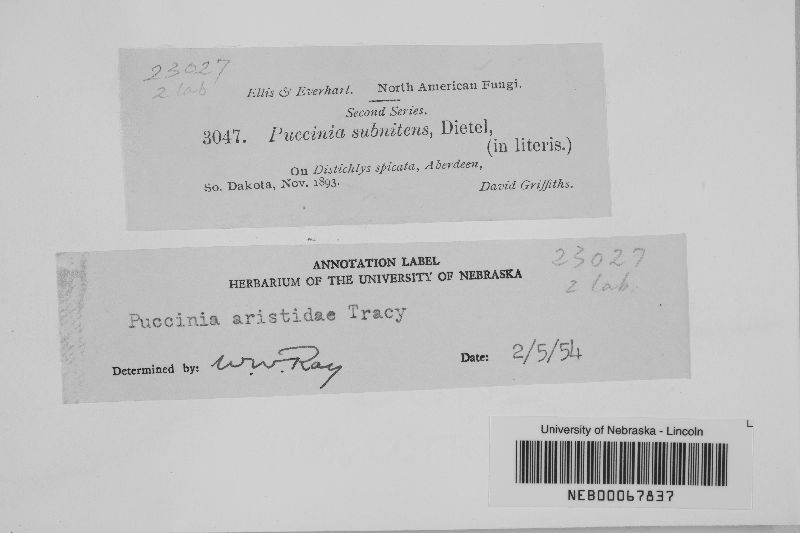 23027
2 lab
Ellis & Everhart. North American Fungi.
Second Series.
3047. Puccinia subnitens, Dietel,
(in literis.)
On Distichlys spicata, Aberdeen,
So. Dakota, Nov. 1893. David Griffiths.
ANNOTATION LABEL
HERBARIUM OF THE UNIVERSITY OF NEBRASKA
23027
2 lab.
Puccinia aristidae Tracy
Determined by: W.W. Ray Date: 2/5/54
University of Nebraska - Lincoln
NEB00067837